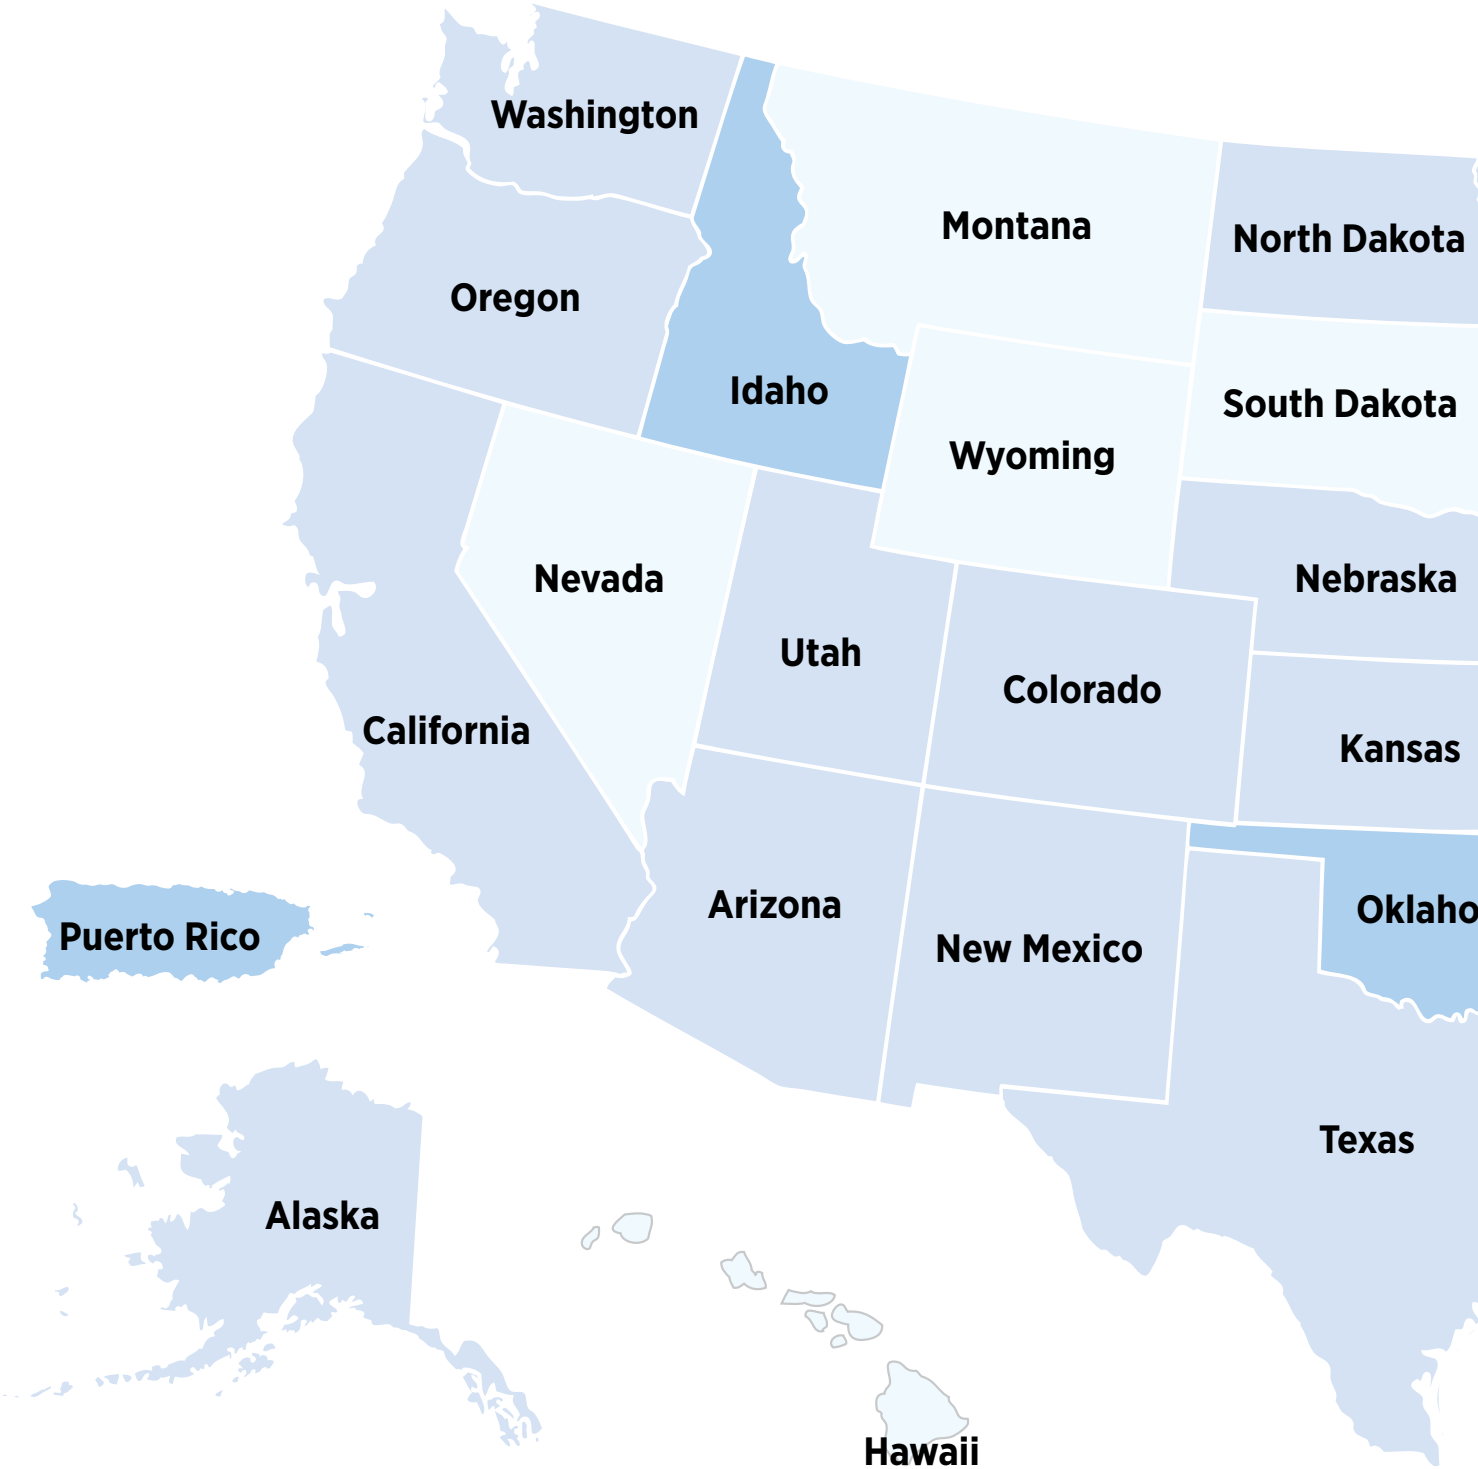 Washington
Montana
North Dakota
Oregon
Idaho
South Dakota
Wyoming
Nevada
Nebraska
Utah
Colorado
California
Kansas
Arizona
Oklaho
Puerto Rico
New Mexico
Texas
Alaska
Hawaii